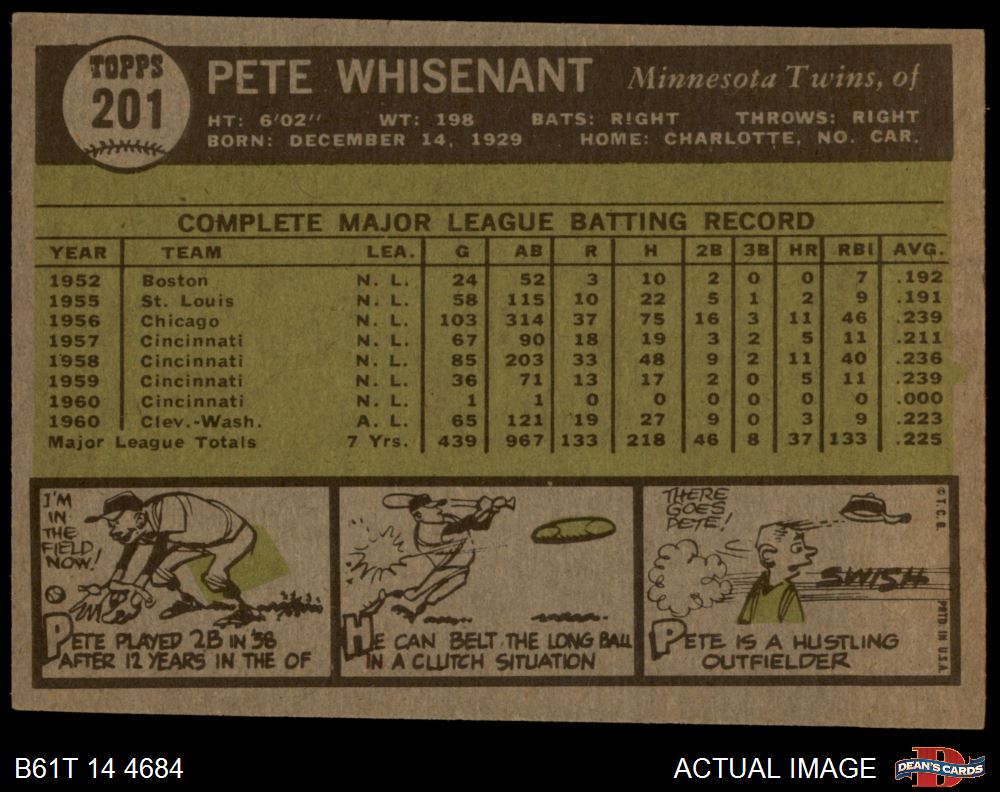 TOPPS
201
PETE WHISENANT Minnesota Twins, of
HT: 6'02" WT: 198 BATS: RIGHT THROWS: RIGHT
BORN: DECEMBER 14, 1929 HOME: CHARLOTTE, NO. CAR.
COMPLETE MAJOR LEAGUE BATTING RECORD
YEAR TEAM LEA. G AB R H 2B 3B HR RBI AVG.
1952 Boston N. L. 24 52 3 10 2 0 0 7 .192
1955 St. Louis N. L. 58 115 10 22 5 1 2 9 .191
1956 Chicago N. L. 103 314 37 75 16 3 11 46 .239
1957 Cincinnati N. L. 67 90 18 19 3 2 5 11 .211
1958 Cincinnati N. L. 85 203 33 48 9 2 11 40 .236
1959 Cincinnati N. L. 36 71 13 17 2 0 5 11 .239
1960 Cincinnati N. L. 1 1 0 0 0 0 0 0 .000
1960 Clev.-Wash. A. L. 65 121 19 27 9 0 3 9 .223
Major League Totals 7 Yrs. 439 967 133 218 46 8 37 133 .225
I'M
IN
THE
FIELD
NOW!
PETE PLAYED 2B IN '58
AFTER 12 YEARS IN THE OF
HE CAN BELT THE LONG BALL
IN A CLUTCH SITUATION
THERE
GOES
PETE!
SWISH
PETE IS A HUSTLING
OUTFIELDER
© T. C. G.
PRTD. IN U.S.A.
B61T 14 4684
ACTUAL IMAGE
D
DEAN'S CARDS